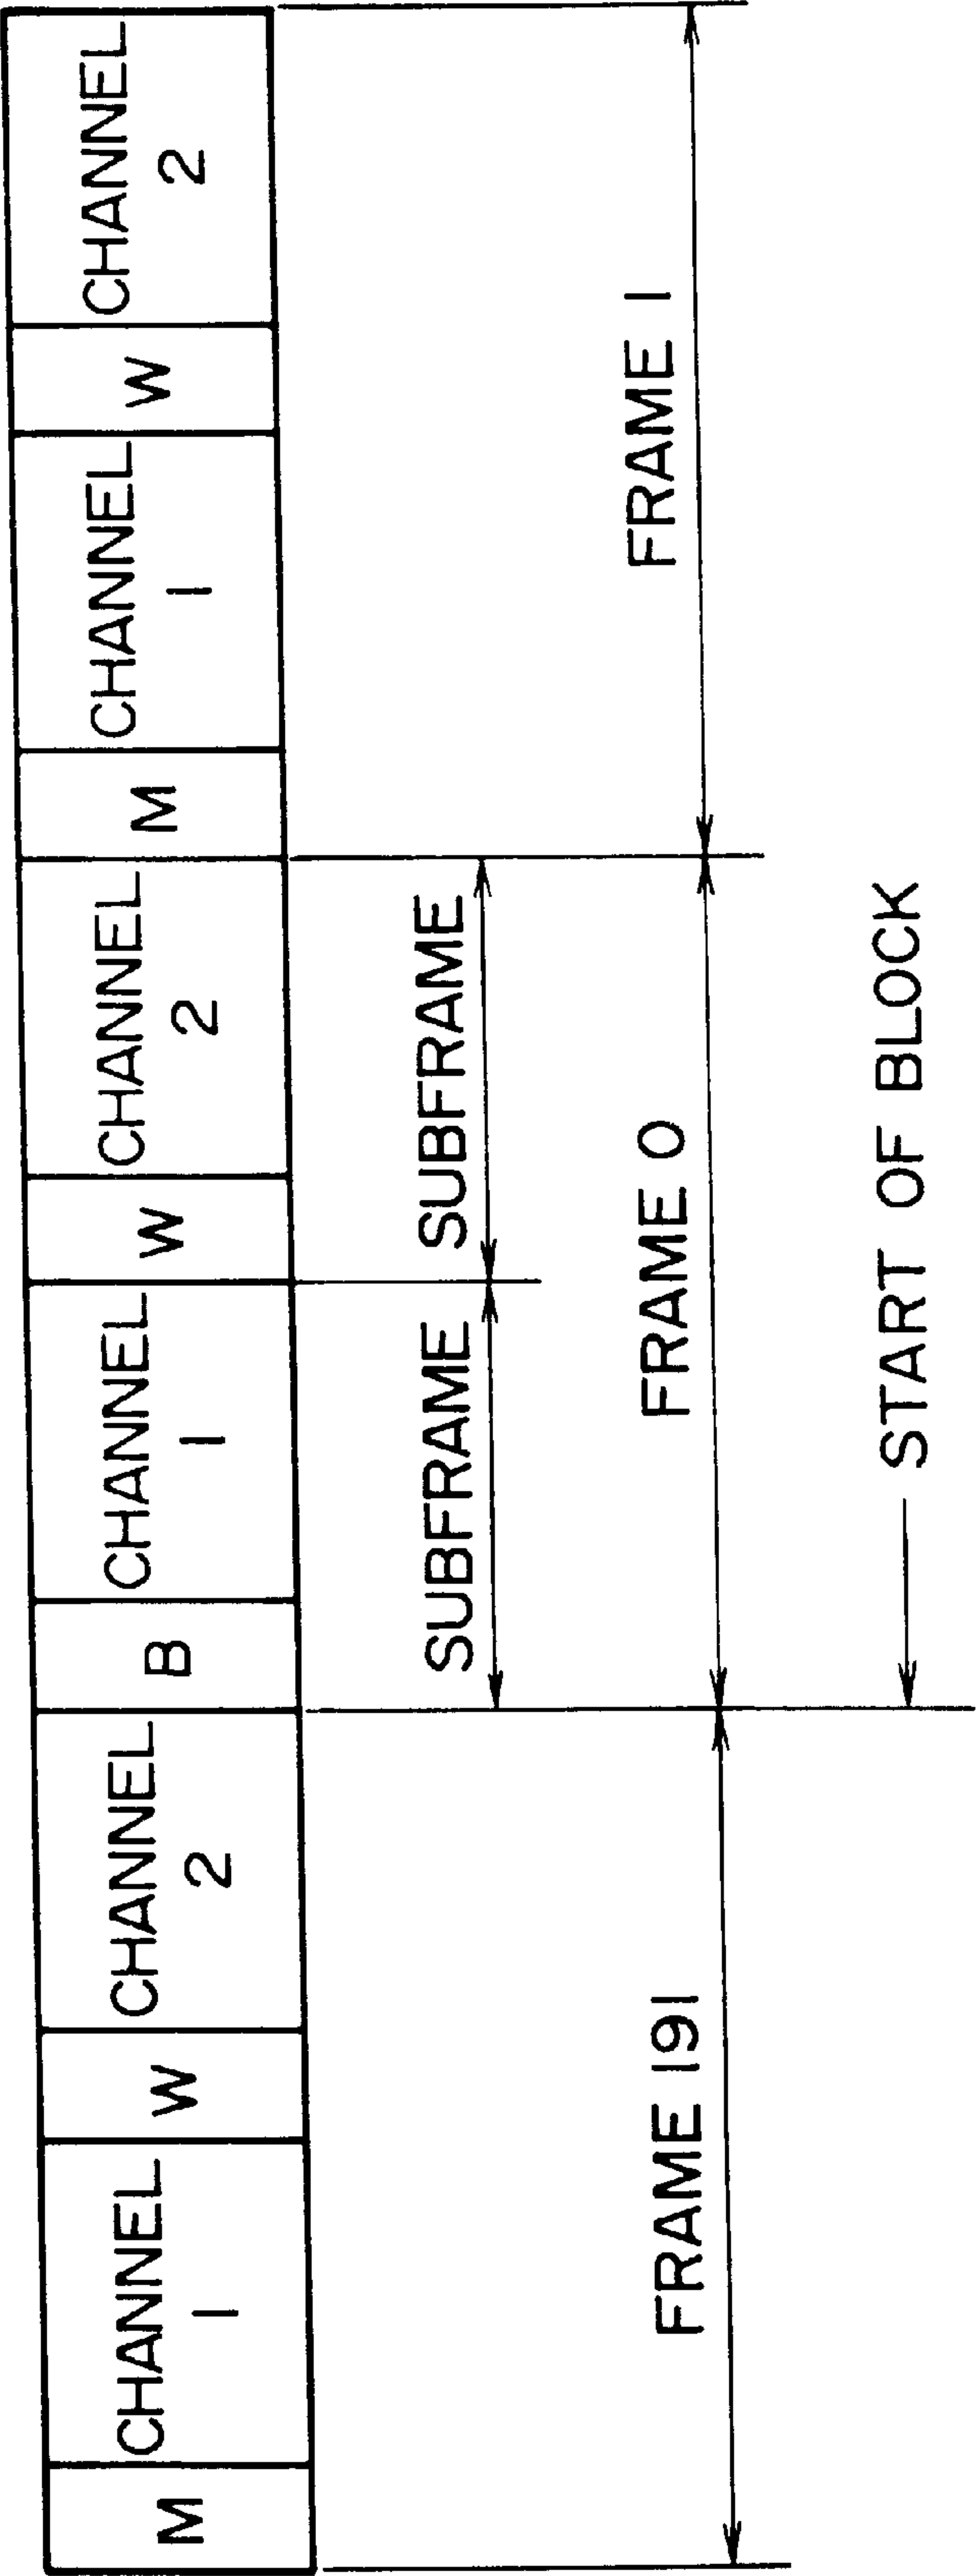 M
CHANNEL
1
W
CHANNEL
2
B
CHANNEL
1
W
CHANNEL
2
M
CHANNEL
1
W
CHANNEL
2
SUBFRAME
SUBFRAME
FRAME 191
FRAME 0
FRAME 1
START OF BLOCK